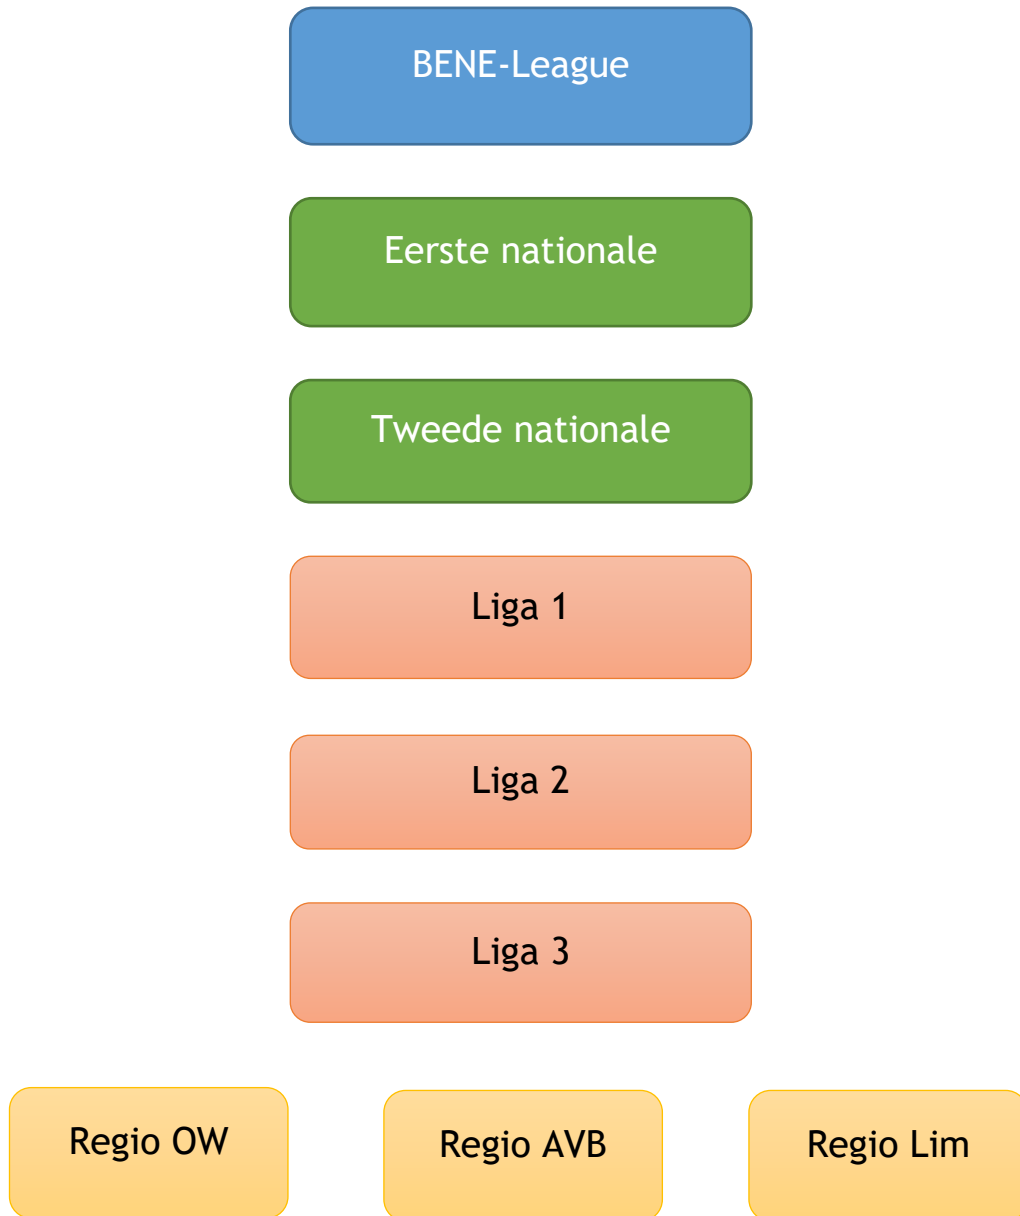 BENE-League
Eerste nationale
Tweede nationale
Liga 1
Liga 2
Liga 3
Regio OW
Regio AVB
Regio Lim